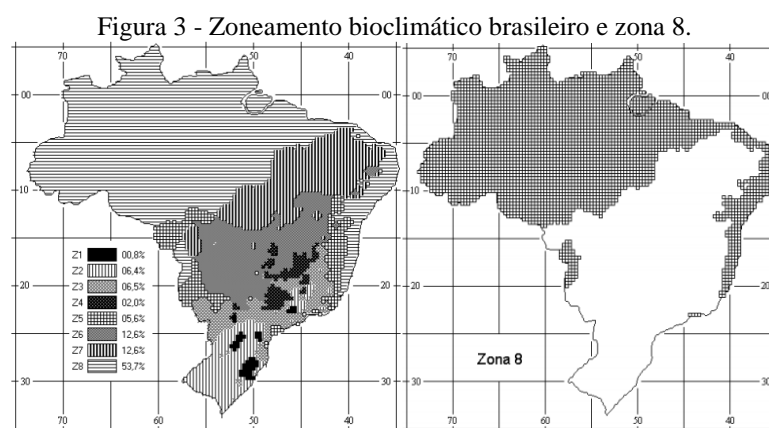 Figura 3 - Zoneamento bioclimático brasileiro e zona 8.
70 60 50 40 70 60 50 40
00 00 00 00
10 10 10 10
Z1 00,8%
Z2 06,4%
Z3 06,5%
Z4 02,0%
Z5 05,6%
Z6 12,6%
Z7 12,6%
Z8 53,7%
20 20 20
30 30 30 30
Zona 8
70 60 50 40 70 60 50 40